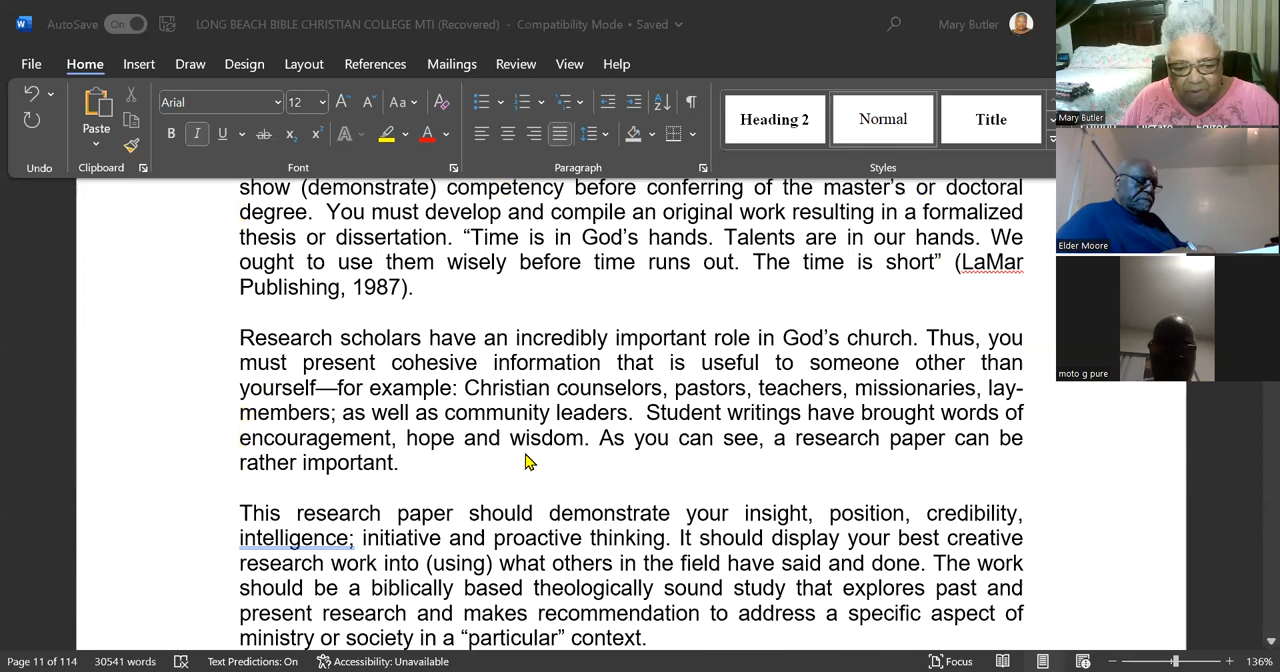 AutoSave On LONG BEACH BIBLE CHRISTIAN COLLEGE MTI (Recovered) - Compatibility Mode • Saved Mary Butler
File Home Insert Draw Design Layout References Mailings Review View Help
Arial 12 Aa
Paste B I U ab x₂ x² A A
Heading 2 Normal Title
Undo Clipboard Font Paragraph Styles
Mary Butler
Elder Moore
moto g pure
show (demonstrate) competency before conferring of the master's or doctoral
degree. You must develop and compile an original work resulting in a formalized
thesis or dissertation. “Time is in God's hands. Talents are in our hands. We
ought to use them wisely before time runs out. The time is short” (LaMar
Publishing, 1987).
Research scholars have an incredibly important role in God's church. Thus, you
must present cohesive information that is useful to someone other than
yourself—for example: Christian counselors, pastors, teachers, missionaries, lay-
members; as well as community leaders. Student writings have brought words of
encouragement, hope and wisdom. As you can see, a research paper can be
rather important.
This research paper should demonstrate your insight, position, credibility,
intelligence; initiative and proactive thinking. It should display your best creative
research work into (using) what others in the field have said and done. The work
should be a biblically based theologically sound study that explores past and
present research and makes recommendation to address a specific aspect of
ministry or society in a “particular” context.
Page 11 of 114 30541 words Text Predictions: On Accessibility: Unavailable Focus 136%